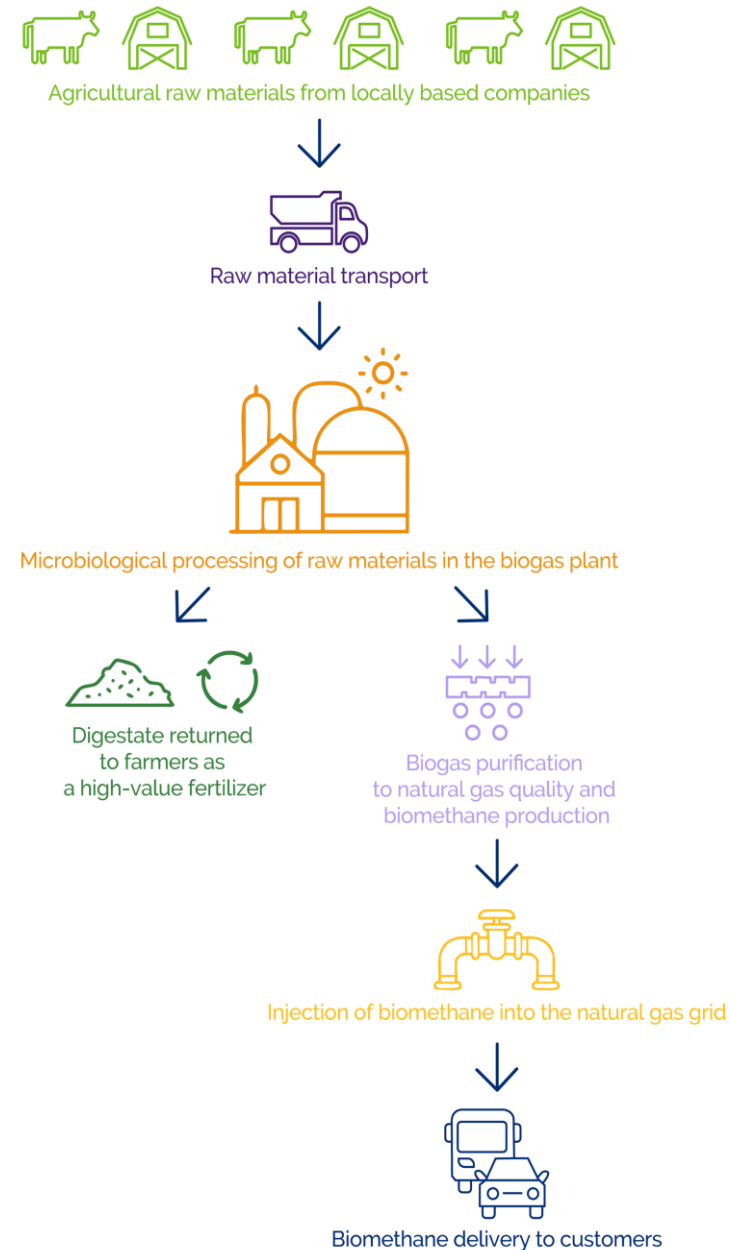 Agricultural raw materials from locally based companies
Raw material transport
Microbiological processing of raw materials in the biogas plant
Digestate returned
to farmers as
a high-value fertilizer
Biogas purification
to natural gas quality and
biomethane production
Injection of biomethane into the natural gas grid
Biomethane delivery to customers